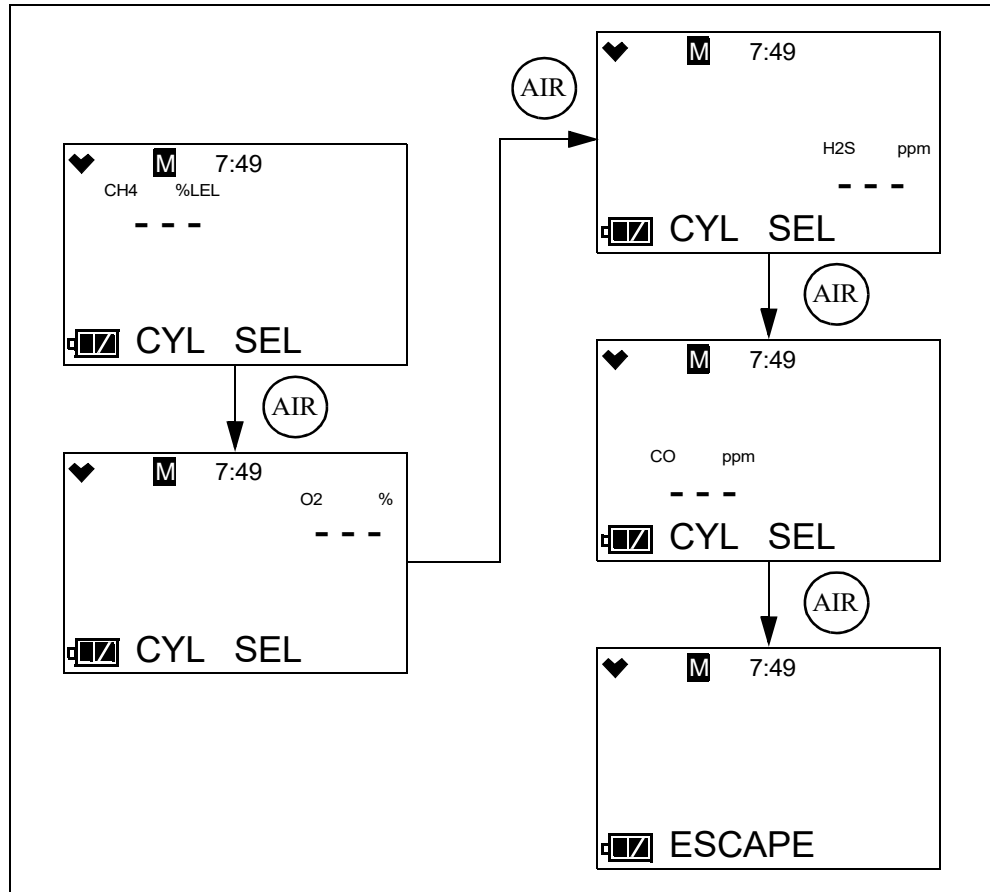 M 7:49
CH4 %LEL
- - -
CYL SEL
AIR
M 7:49
O2 %
- - -
CYL SEL
AIR
M 7:49
H2S ppm
- - -
CYL SEL
AIR
M 7:49
CO ppm
- - -
CYL SEL
AIR
M 7:49
ESCAPE